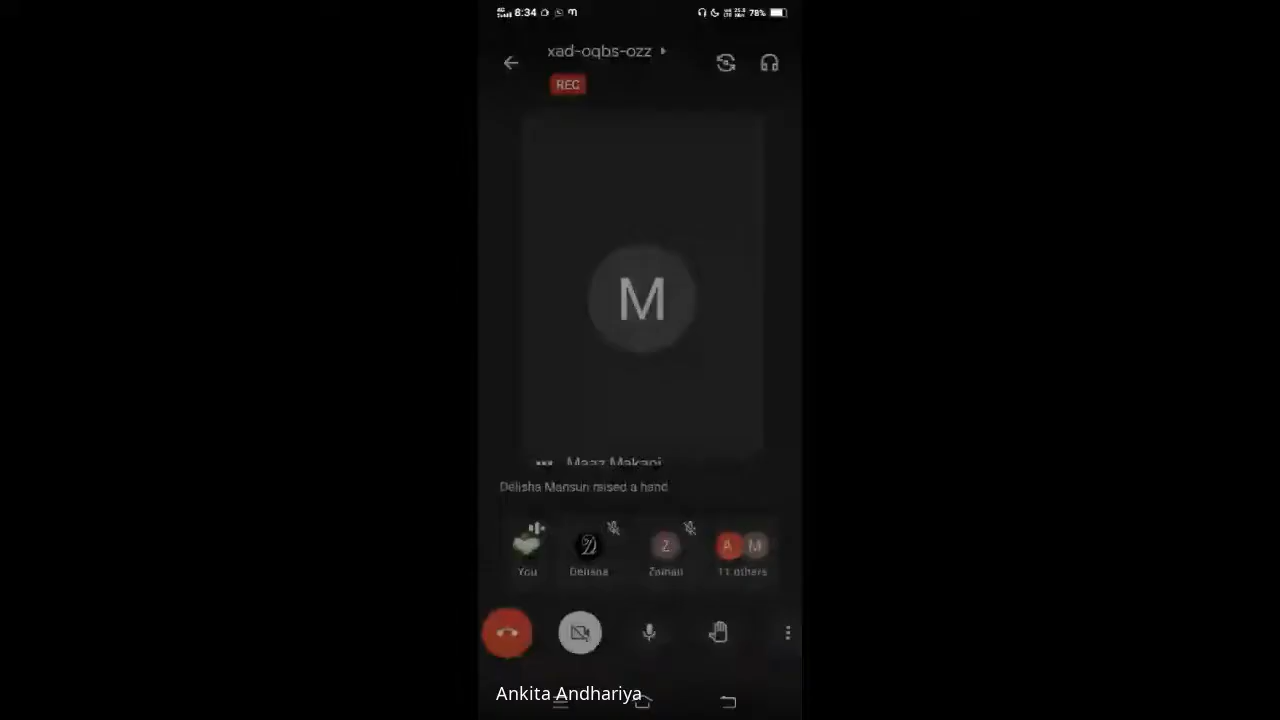 8:34
78%
xad-oqbs-ozz
REC
M
Maaz Makani
Delisha Mansuri raised a hand
Z A M
You Delisha 11 others
Ankita Andhariya